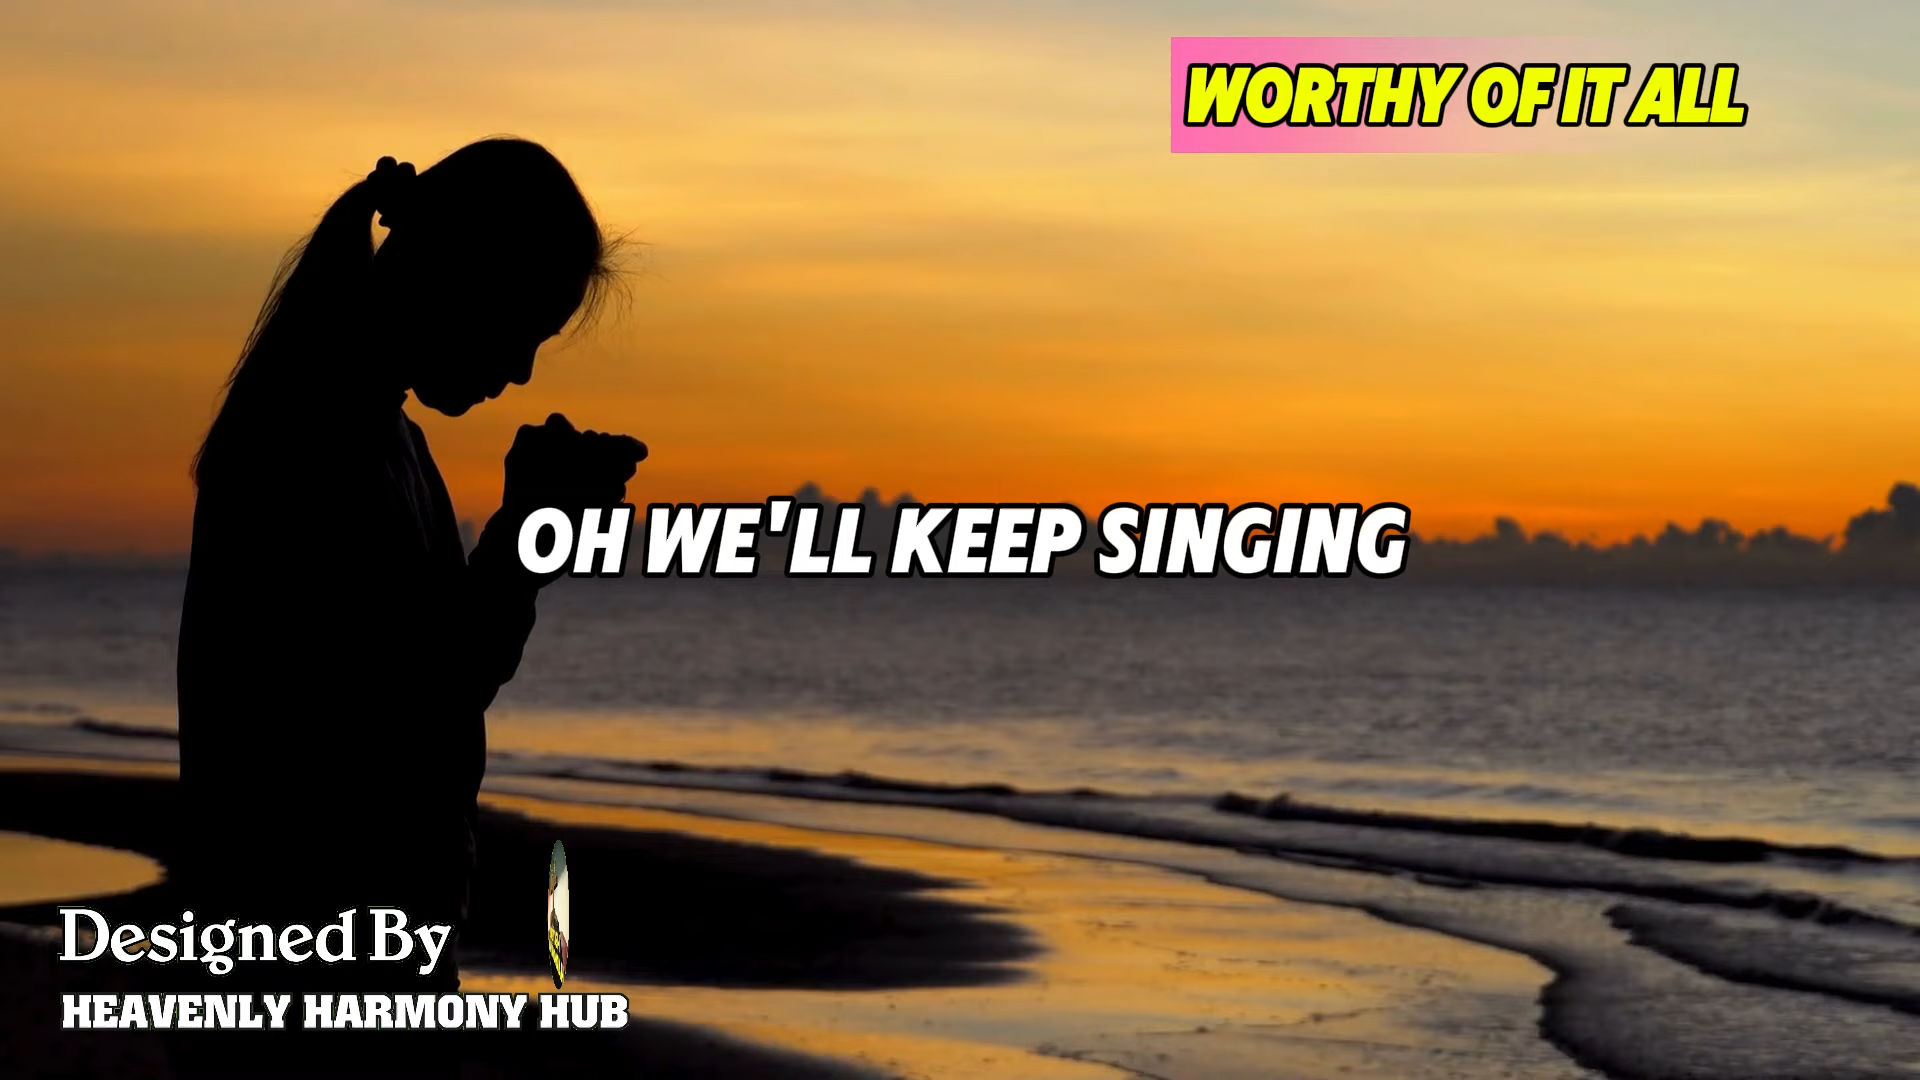 WORTHY OF IT ALL
OH WE'LL KEEP SINGING
Designed By
HEAVENLY HARMONY HUB